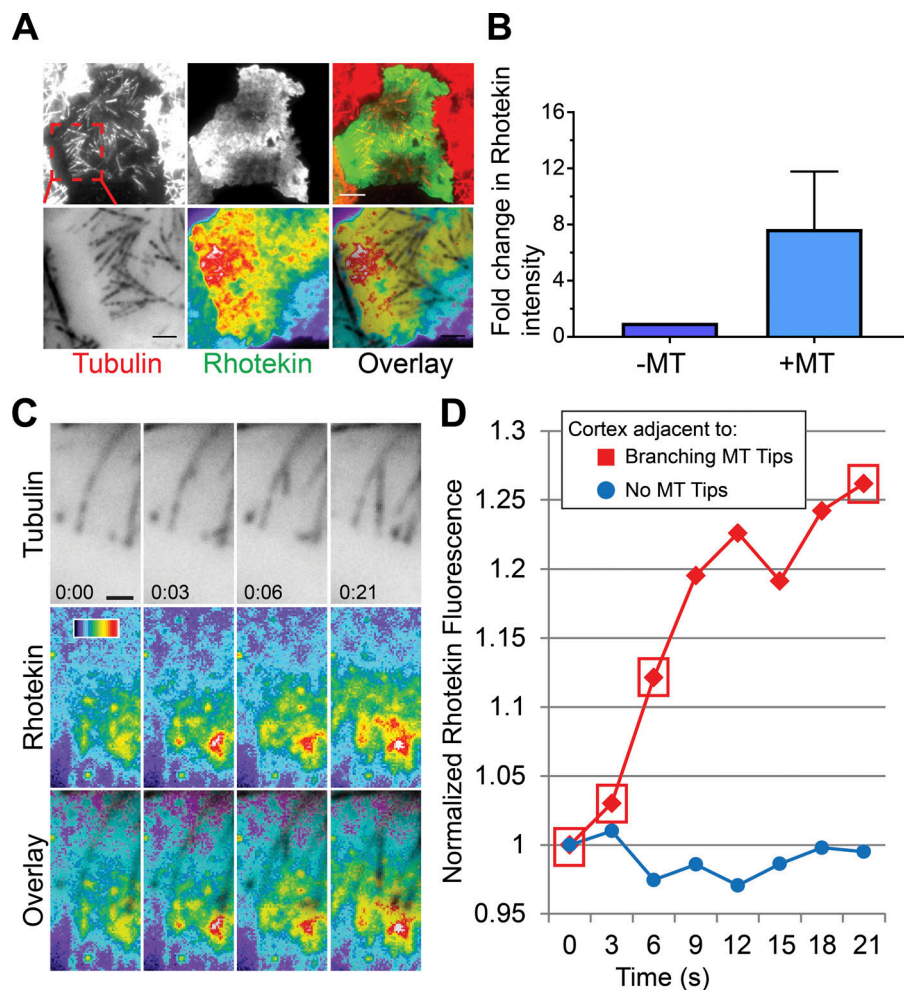 A
Tubulin
Rhotekin
Overlay
B
Fold change in Rhotekin
intensity
16
12
8
4
0
-MT
+MT
C
Tubulin
0:00
0:03
0:06
0:21
Rhotekin
Overlay
D
Normalized Rhotekin Fluorescence
1.3
1.25
1.2
1.15
1.1
1.05
1
0.95
Cortex adjacent to:
Branching MT Tips
No MT Tips
0 3 6 9 12 15 18 21
Time (s)